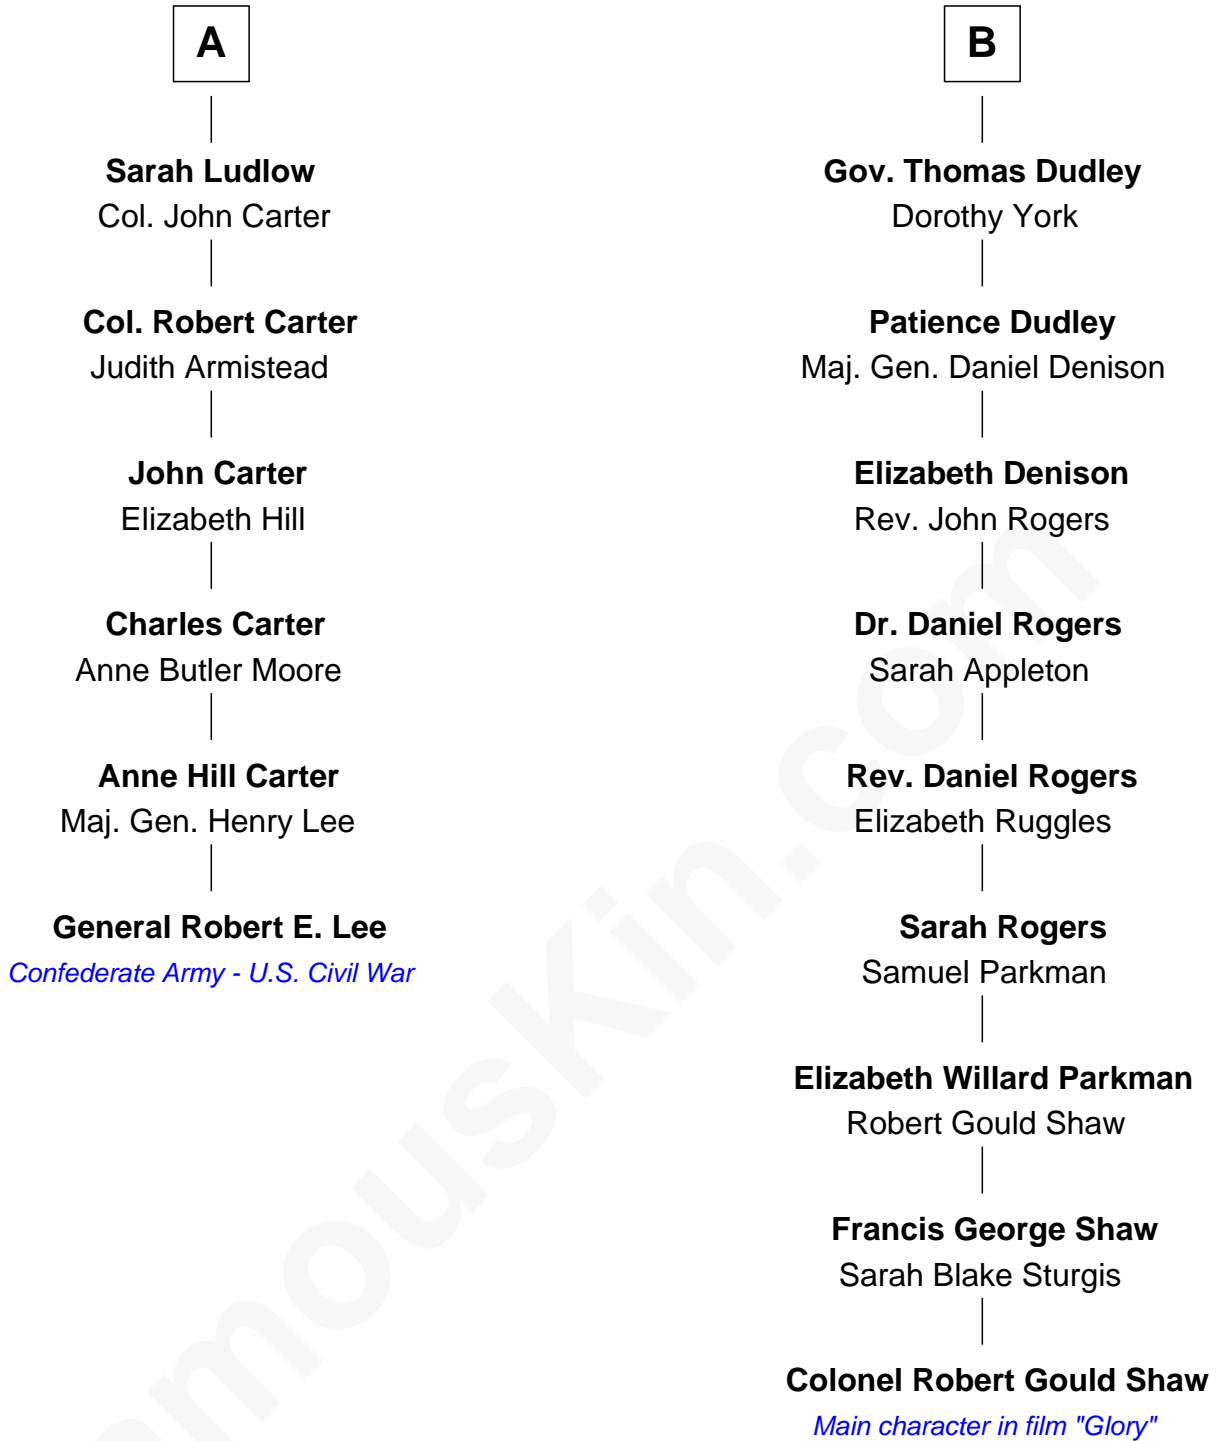 A
Sarah Ludlow
Col. John Carter
Col. Robert Carter
Judith Armistead
John Carter
Elizabeth Hill
Charles Carter
Anne Butler Moore
Anne Hill Carter
Maj. Gen. Henry Lee
General Robert E. Lee
Confederate Army - U.S. Civil War
B
Gov. Thomas Dudley
Dorothy York
Patience Dudley
Maj. Gen. Daniel Denison
Elizabeth Denison
Rev. John Rogers
Dr. Daniel Rogers
Sarah Appleton
Rev. Daniel Rogers
Elizabeth Ruggles
Sarah Rogers
Samuel Parkman
Elizabeth Willard Parkman
Robert Gould Shaw
Francis George Shaw
Sarah Blake Sturgis
Colonel Robert Gould Shaw
Main character in film "Glory"
amouskin.com